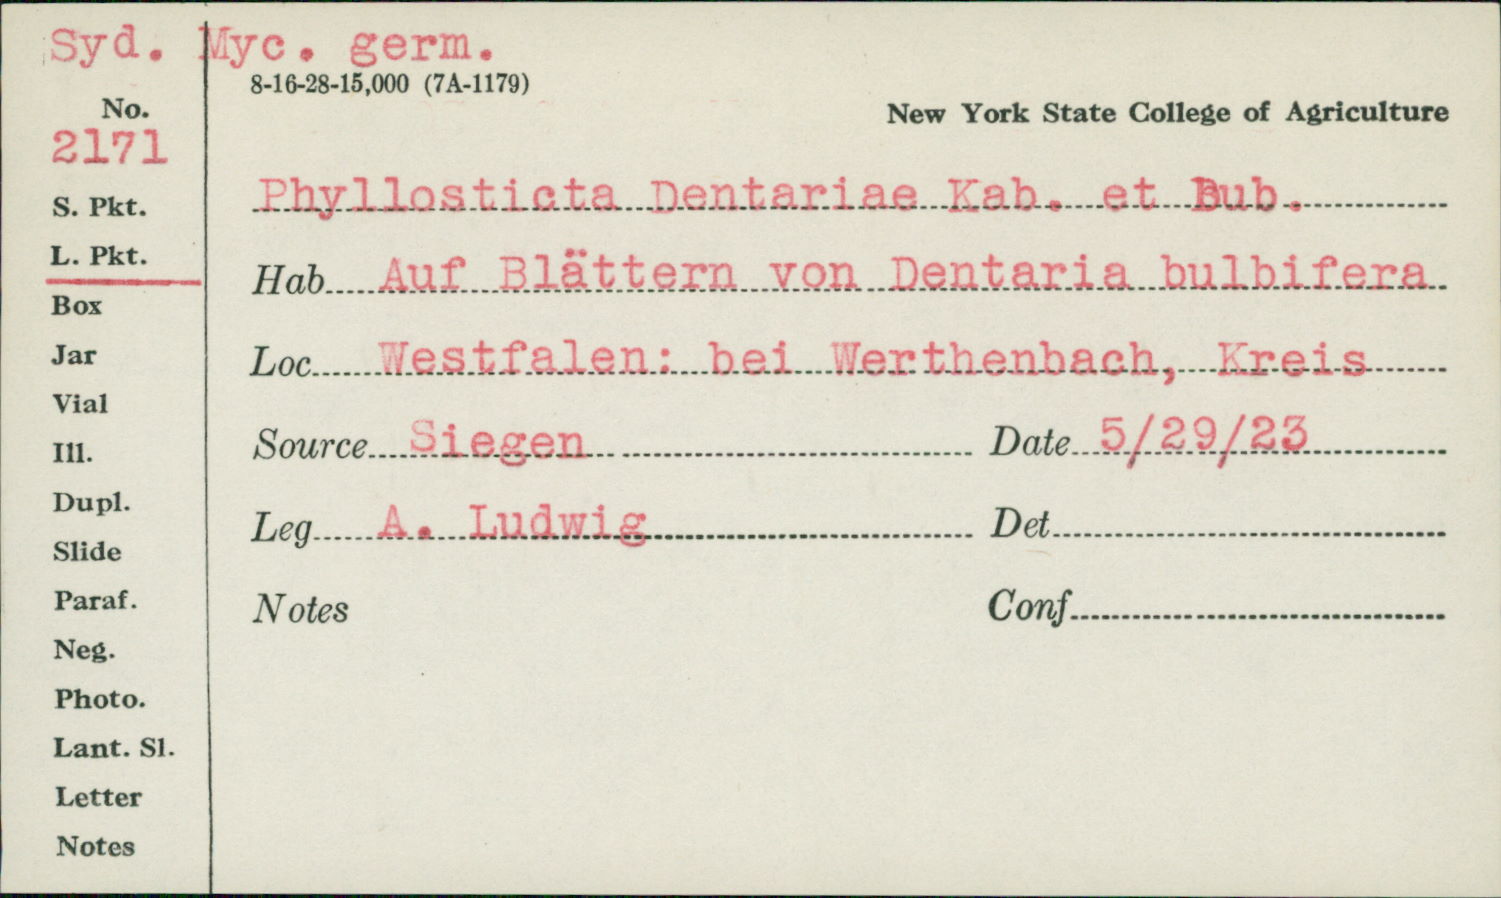 Syd. Myc. germ.
8-16-28-15,000 (7A-1179)
New York State College of Agriculture
No.
2171
S. Pkt.
L. Pkt.
Box
Jar
Vial
Ill.
Dupl.
Slide
Paraf.
Neg.
Photo.
Lant. Sl.
Letter
Notes
Phyllosticta Dentariae Kab. et Bub.
Hab. Auf Blättern von Dentaria bulbifera
Loc. Westfalen: bei Werthenbach, Kreis
Source Siegen Date 5/29/23
Leg. A. Ludwig Det.
Notes Conf.